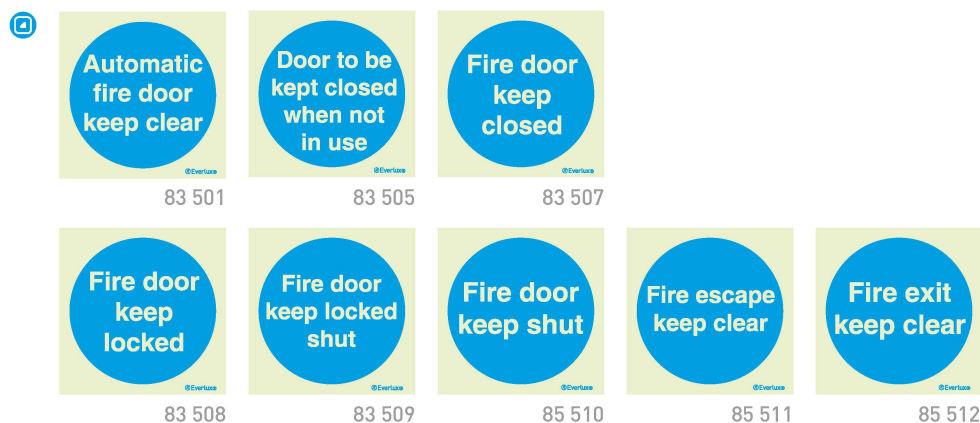 Automatic
fire door
keep clear
®Everlux®
83 501
Door to be
kept closed
when not
in use
®Everlux®
83 505
Fire door
keep
closed
®Everlux®
83 507
Fire door
keep
locked
®Everlux®
83 508
Fire door
keep locked
shut
®Everlux®
83 509
Fire door
keep shut
®Everlux®
85 510
Fire escape
keep clear
®Everlux®
85 511
Fire exit
keep clear
®Everlux®
85 512